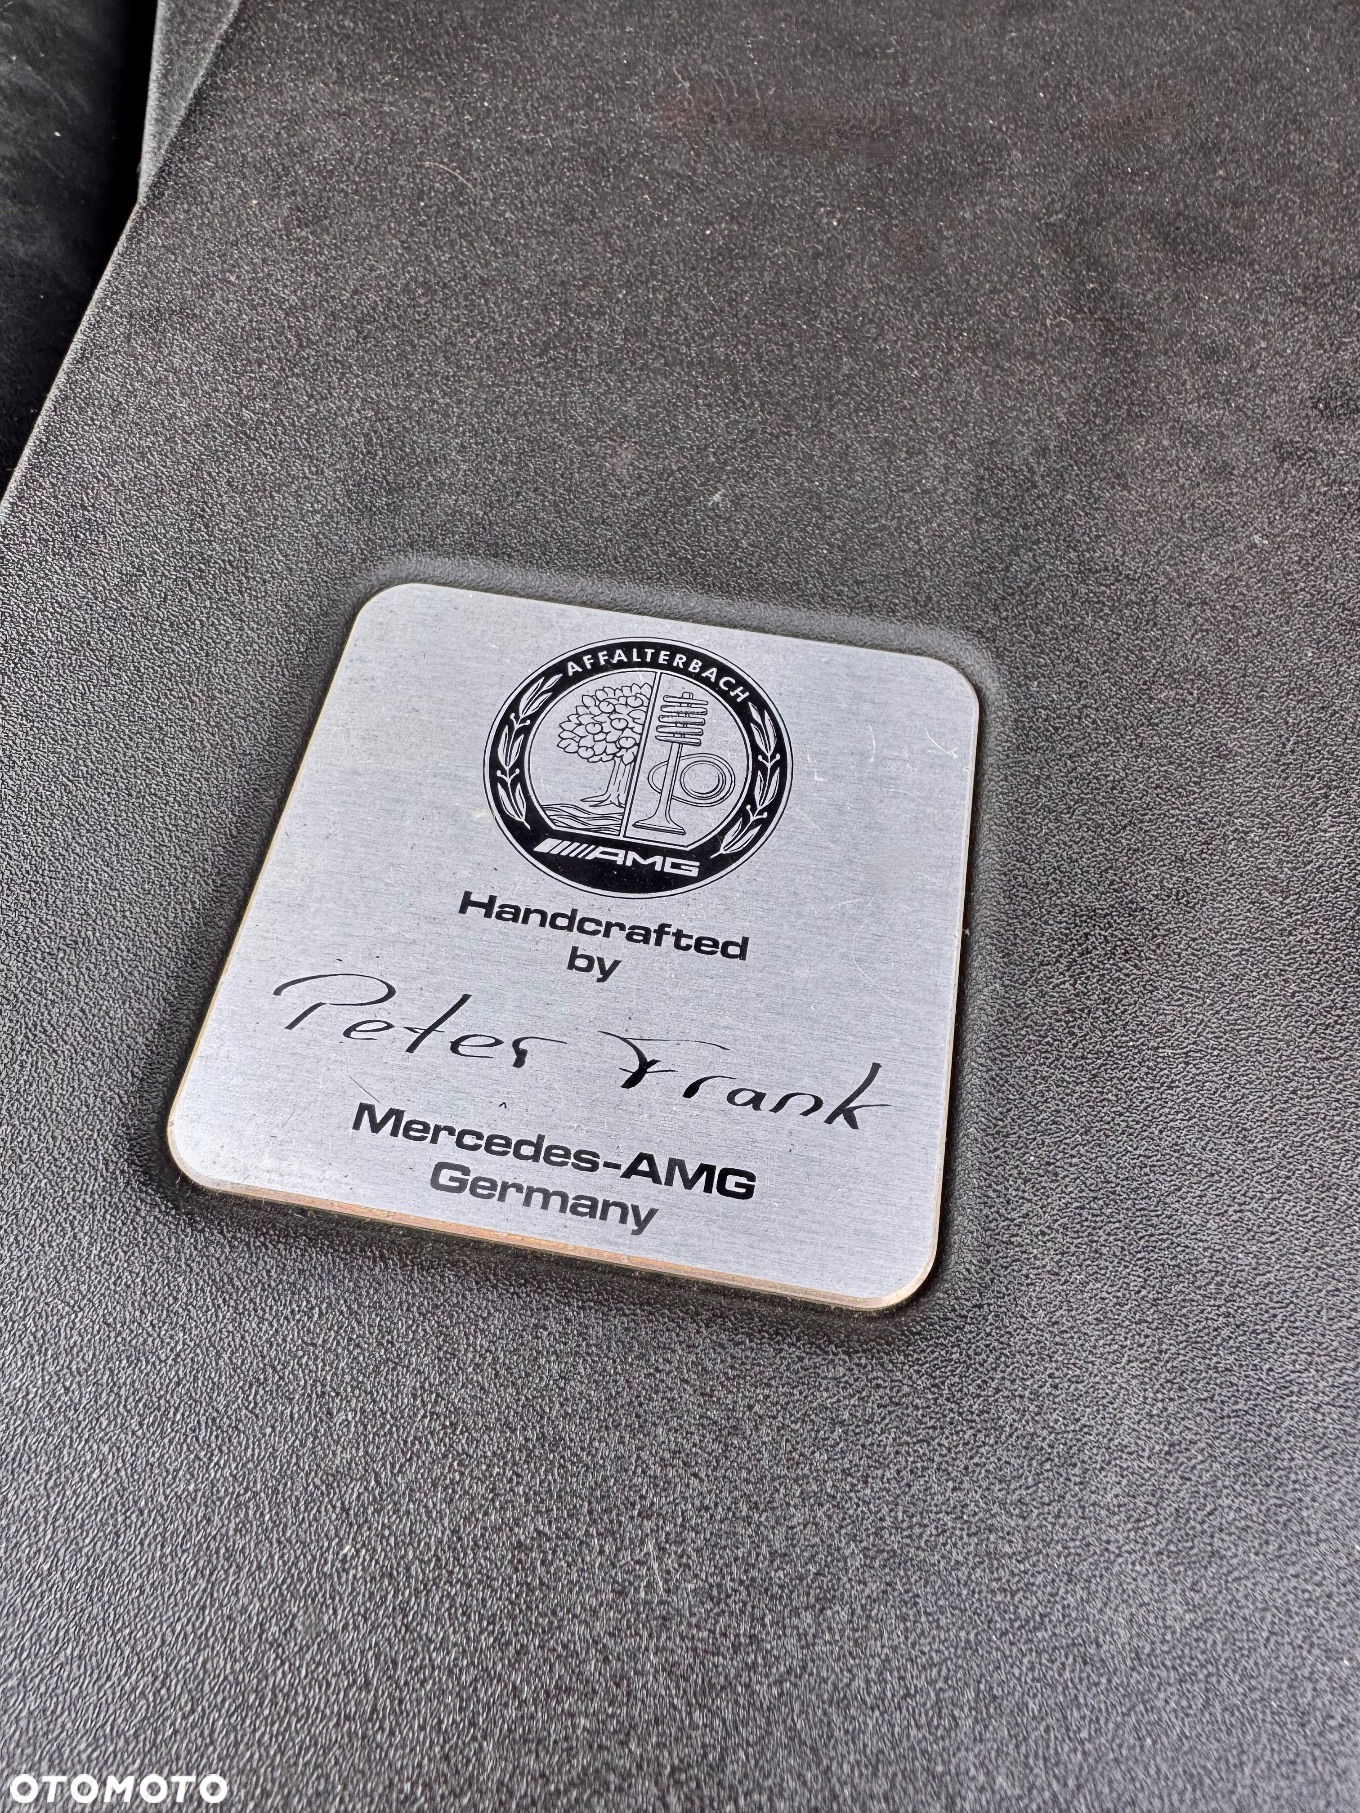 AFFALTERBACH
AMG
Handcrafted
by
Peter Frank
Mercedes-AMG
Germany
OTOMOTO